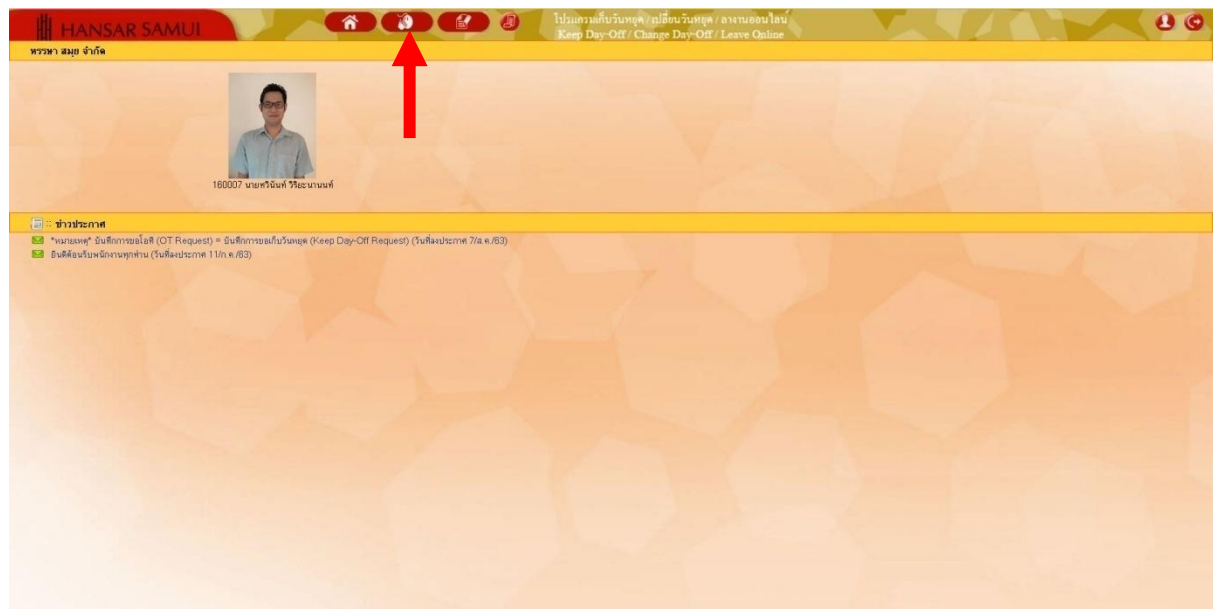 HANSAR SAMUI
โปรแกรมเก็บวันหยุด / เปลี่ยนวันหยุด / ลางานออนไลน์
Keep Day-Off / Change Day-Off / Leave Online
หรรษา สมุย จำกัด
160007 นายทวินันท์ วิริยะนานนท์
:: ข่าวประกาศ
*หมายเหตุ* บันทึกการขอโอที (OT Request) = บันทึกการขอเก็บวันหยุด (Keep Day-Off Request) (วันที่ลงประกาศ 7/ส.ค./63)
ยินดีต้อนรับพนักงานทุกท่าน (วันที่ลงประกาศ 11/ก.ค./63)